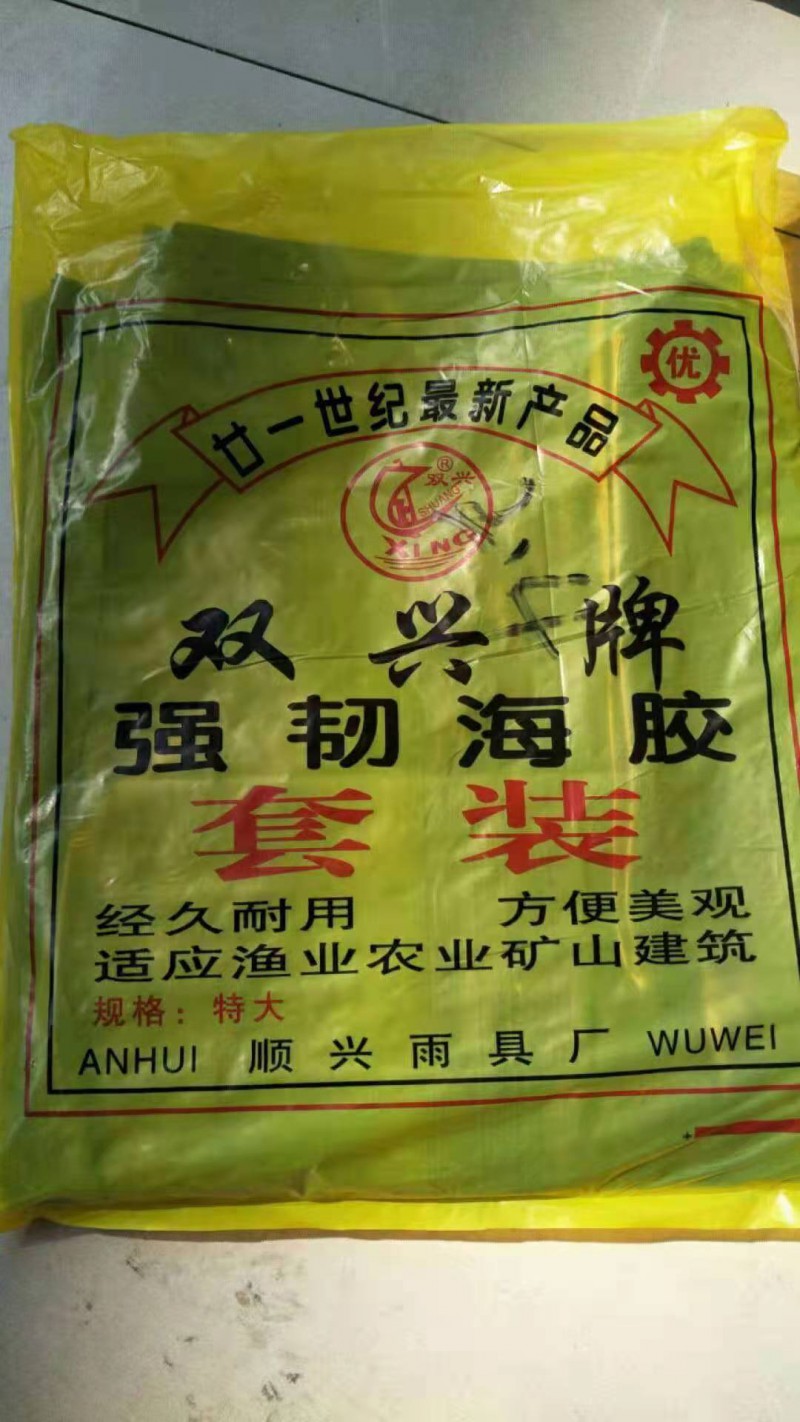 优
廿一世纪最新产品
®
双兴
SHUANG
XING
双兴牌
强韧海胶
套装
经久耐用 方便美观
适应渔业农业矿山建筑
规格：特大
ANHUI 顺兴雨具厂 WUWEI